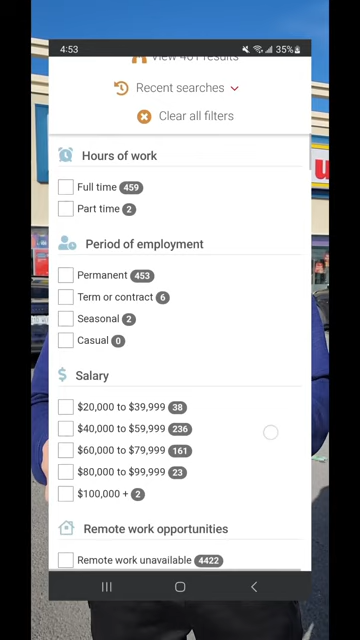 4:53
35%
View 461 results
Recent searches
Clear all filters
Hours of work
Full time 459
Part time 2
Period of employment
Permanent 453
Term or contract 6
Seasonal 2
Casual 0
$ Salary
$20,000 to $39,999 38
$40,000 to $59,999 236
$60,000 to $79,999 161
$80,000 to $99,999 23
$100,000 + 2
Remote work opportunities
Remote work unavailable 4422